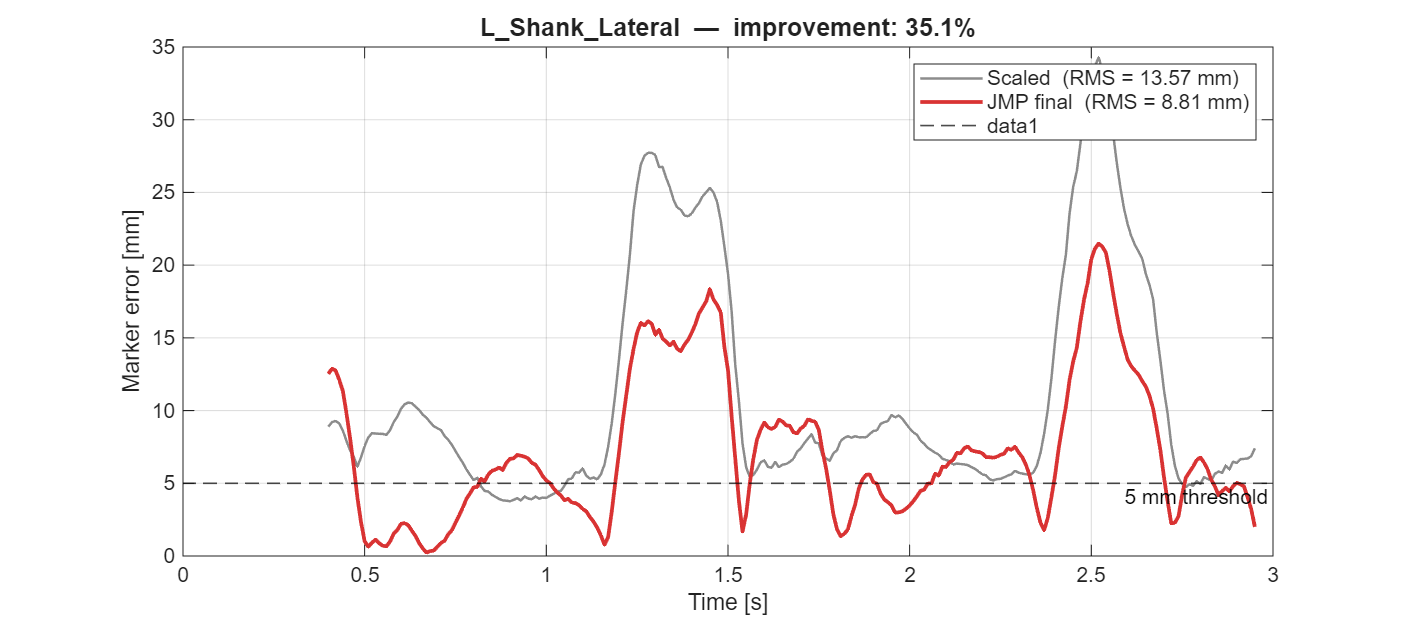 L_Shank_Lateral — improvement: 35.1%
Scaled (RMS = 13.57 mm)
JMP final (RMS = 8.81 mm)
data1
Marker error [mm]
35
30
25
20
15
10
5
0
5 mm threshold
0
0.5
1
1.5
2
2.5
3
Time [s]